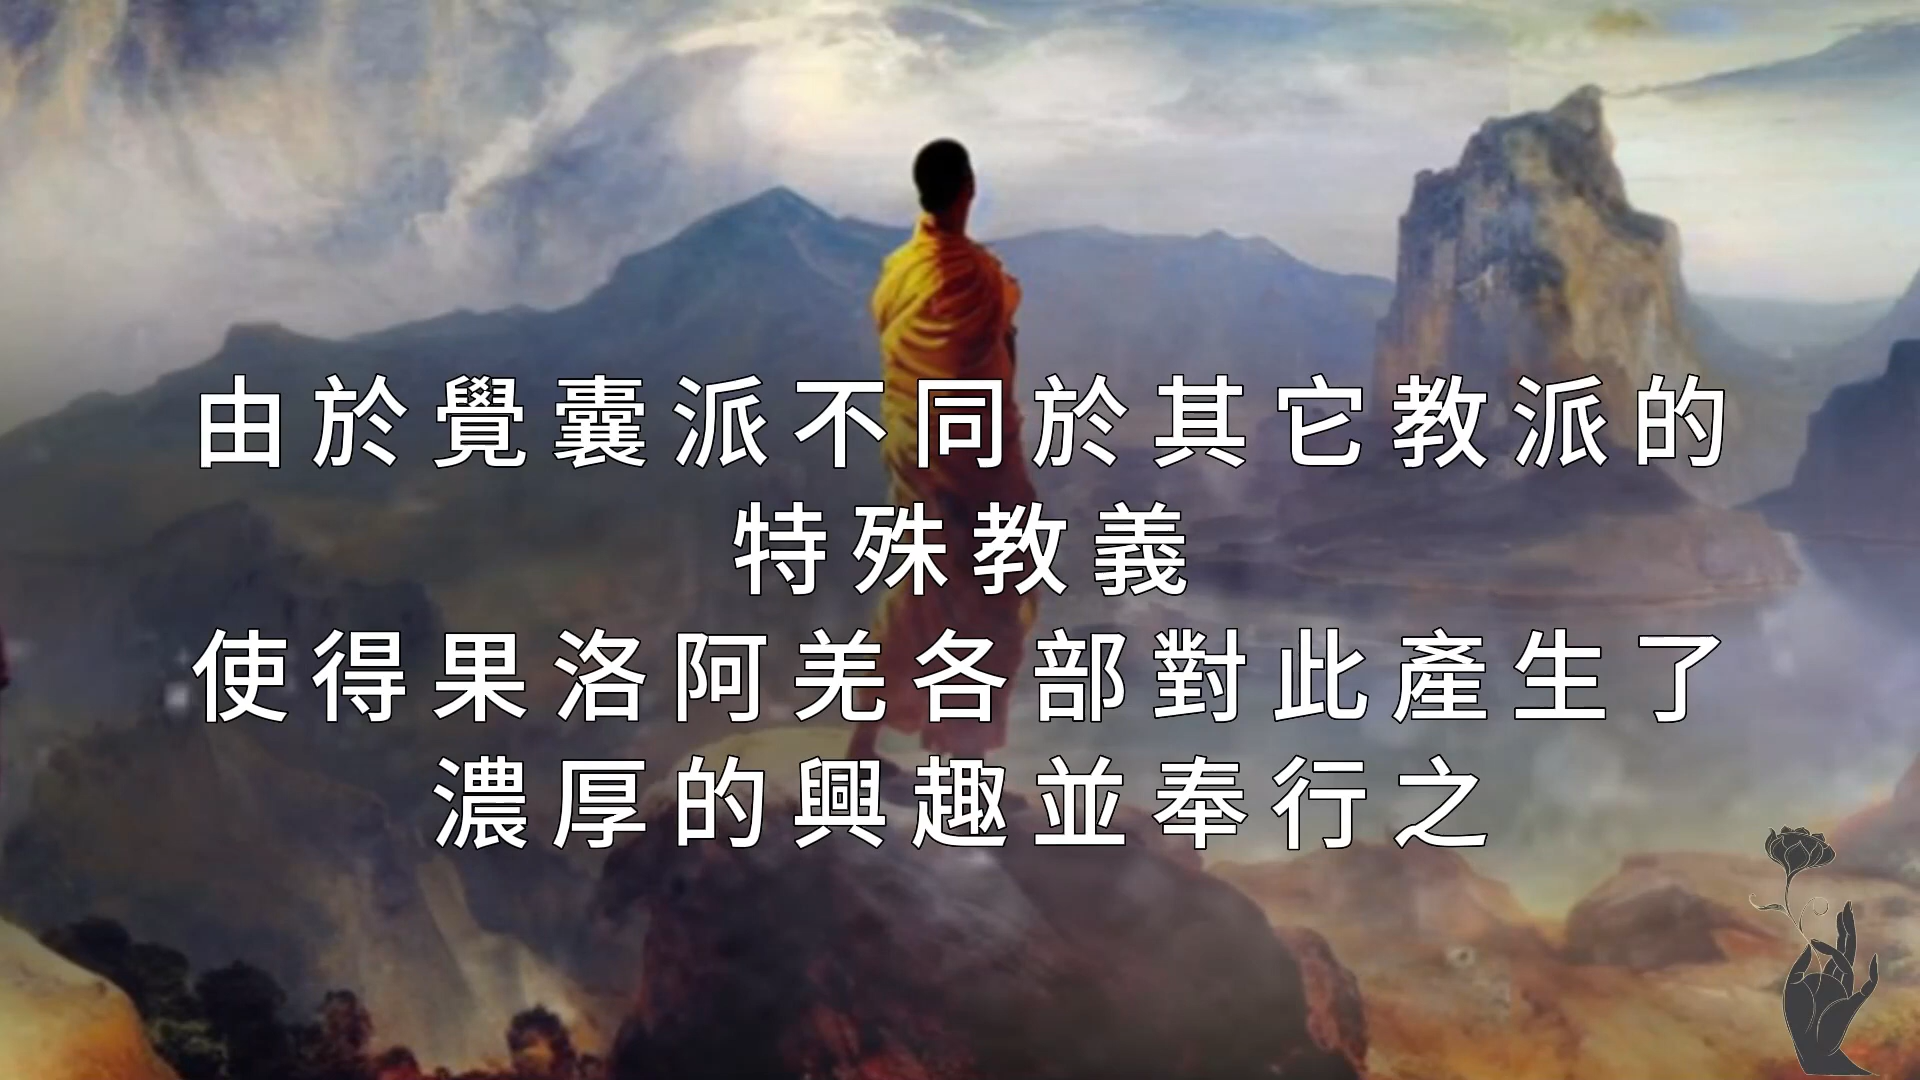 由於覺囊派不同於其它教派的
特殊教義
使得果洛阿羌各部對此產生了
濃厚的興趣並奉行之